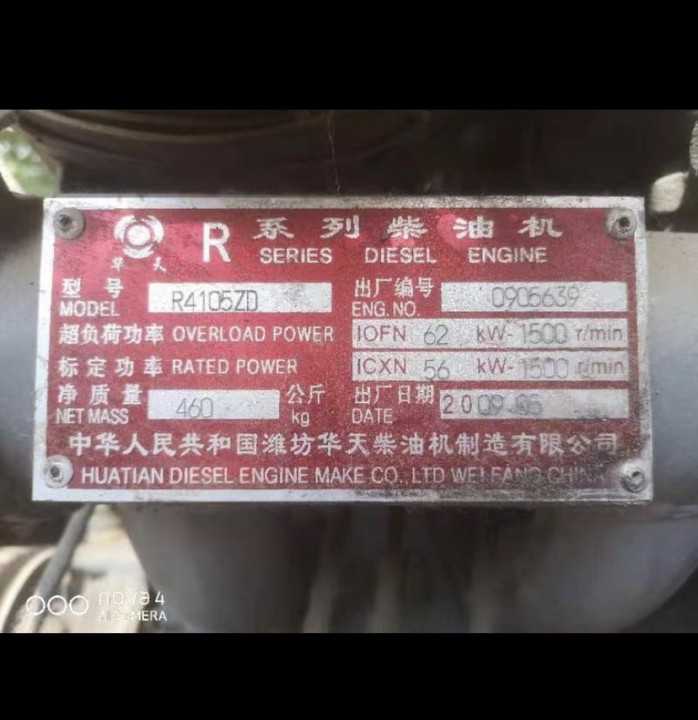 华天
R 系列柴油机
SERIES DIESEL ENGINE
型号 MODEL R4105ZD
出厂编号 ENG.NO. 0905639
超负荷功率 OVERLOAD POWER IOFN 62 kW-1500 r/min
标定功率 RATED POWER ICXN 56 kW-1500 r/min
净质量 NET MASS 460 公斤 kg
出厂日期 DATE 2009 05
中华人民共和国潍坊华天柴油机制造有限公司
HUATIAN DIESEL ENGINE MAKE CO., LTD WEI FANG CHINA
nova 4
AI CAMERA